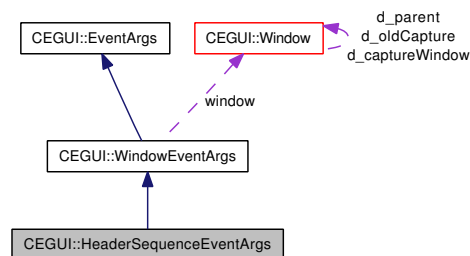 d_parent
d_oldCapture
d_captureWindow
CEGUI::EventArgs
CEGUI::Window
window
CEGUI::WindowEventArgs
CEGUI::HeaderSequenceEventArgs